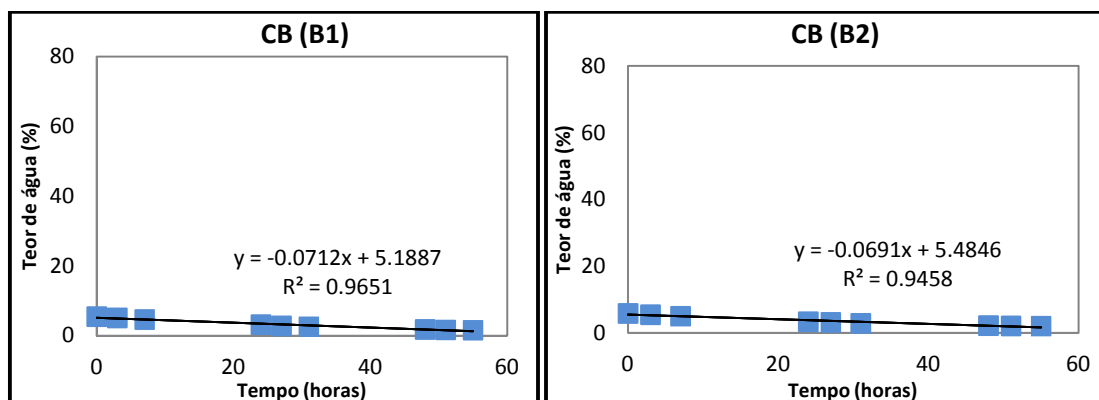 CB (B1)
80
60
40
20
0
Teor de água (%)
y = -0.0712x + 5.1887
R² = 0.9651
0 20 40 60
Tempo (horas)
CB (B2)
80
60
40
20
0
Teor de água (%)
y = -0.0691x + 5.4846
R² = 0.9458
0 20 40 60
Tempo (horas)